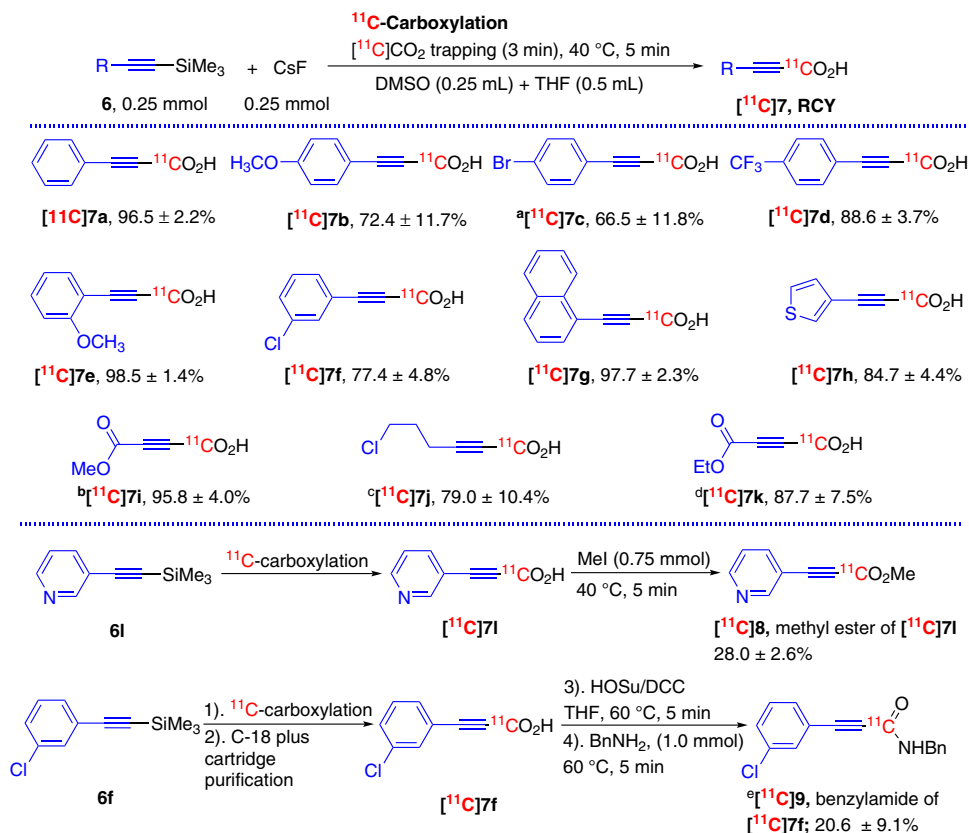 ¹¹C-Carboxylation
[¹¹C]CO₂ trapping (3 min), 40 °C, 5 min
R SiMe₃ + CsF R ¹¹CO₂H
DMSO (0.25 mL) + THF (0.5 mL)
6, 0.25 mmol 0.25 mmol [¹¹C]7, RCY
¹¹CO₂H H₃CO ¹¹CO₂H Br ¹¹CO₂H CF₃ ¹¹CO₂H
[11C]7a, 96.5 ± 2.2% [¹¹C]7b, 72.4 ± 11.7% ᵃ[¹¹C]7c, 66.5 ± 11.8% [¹¹C]7d, 88.6 ± 3.7%
¹¹CO₂H ¹¹CO₂H ¹¹CO₂H ¹¹CO₂H
OCH₃ Cl S
[¹¹C]7e, 98.5 ± 1.4% [¹¹C]7f, 77.4 ± 4.8% [¹¹C]7g, 97.7 ± 2.3% [¹¹C]7h, 84.7 ± 4.4%
O ¹¹CO₂H Cl ¹¹CO₂H O ¹¹CO₂H
MeO EtO
ᵇ[¹¹C]7i, 95.8 ± 4.0% ᶜ[¹¹C]7j, 79.0 ± 10.4% ᵈ[¹¹C]7k, 87.7 ± 7.5%
N SiMe₃ ¹¹C-carboxylation N ¹¹CO₂H MeI (0.75 mmol) N ¹¹CO₂Me
40 °C, 5 min
6l [¹¹C]7l [¹¹C]8, methyl ester of [¹¹C]7l
28.0 ± 2.6%
Cl SiMe₃ 1). ¹¹C-carboxylation Cl ¹¹CO₂H 3). HOSu/DCC Cl ¹¹C O
2). C-18 plus THF, 60 °C, 5 min NHBn
cartridge 4). BnNH₂, (1.0 mmol)
purification 60 °C, 5 min
6f [¹¹C]7f ᵉ[¹¹C]9, benzylamide of
[¹¹C]7f; 20.6 ± 9.1%